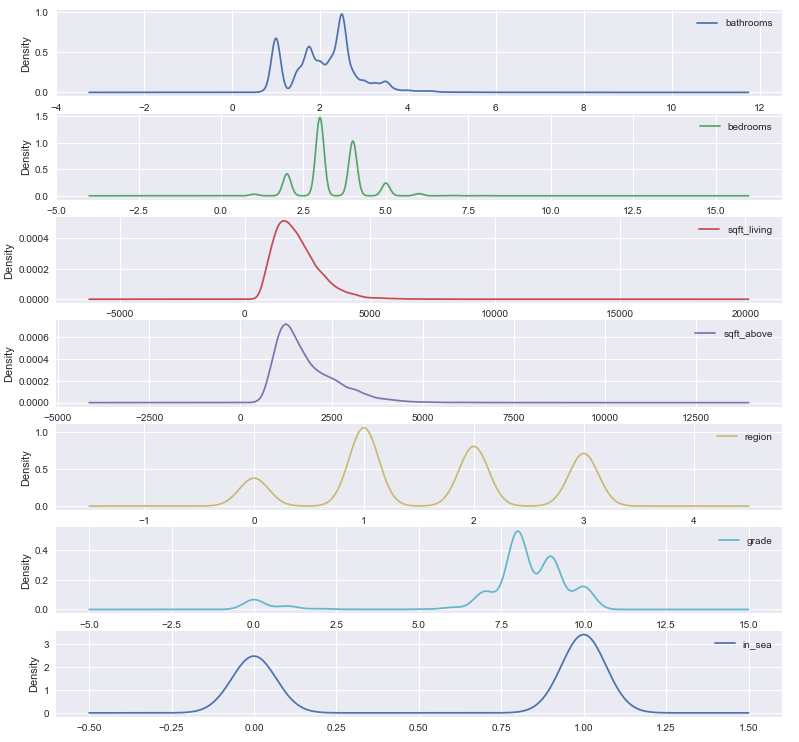 1.0
bathrooms
Density
0.5
0.0
−4 −2 0 2 4 6 8 10 12
1.5
bedrooms
Density
1.0
0.5
0.0
−5.0 −2.5 0.0 2.5 5.0 7.5 10.0 12.5 15.0
sqft_living
Density
0.0004
0.0002
0.0000
−5000 0 5000 10000 15000 20000
sqft_above
Density
0.0006
0.0004
0.0002
0.0000
−5000 −2500 0 2500 5000 7500 10000 12500
1.0
region
Density
0.5
0.0
−1 0 1 2 3 4
grade
Density
0.4
0.2
0.0
−5.0 −2.5 0.0 2.5 5.0 7.5 10.0 12.5 15.0
in_sea
Density
3
2
1
0
−0.50 −0.25 0.00 0.25 0.50 0.75 1.00 1.25 1.50